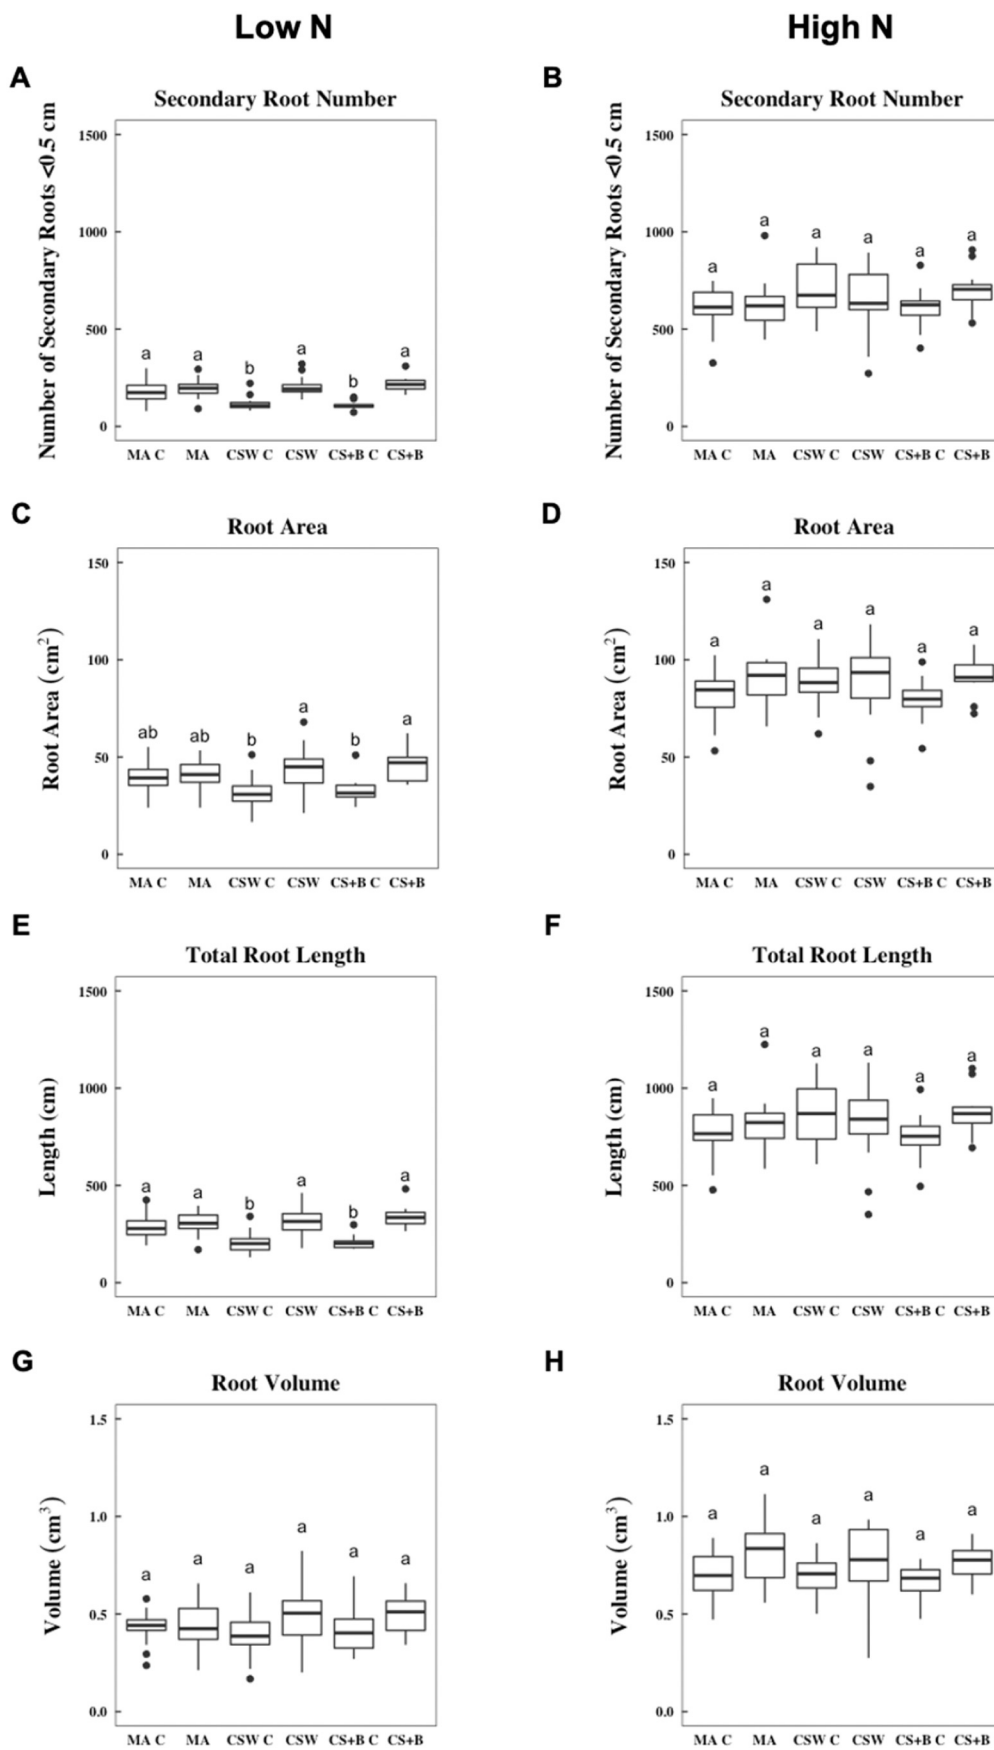 Low N High N
A B
Secondary Root Number Secondary Root Number
Number of Secondary Roots <0.5 cm
1500
1000
500
0
a a b a b a
MA C MA CSW C CSW CS+B C CS+B
Number of Secondary Roots <0.5 cm
1500
1000
500
0
a a a a a a
MA C MA CSW C CSW CS+B C CS+B
C D
Root Area Root Area
Root Area (cm²)
150
100
50
0
ab ab b a b a
MA C MA CSW C CSW CS+B C CS+B
Root Area (cm²)
150
100
50
0
a a a a a a
MA C MA CSW C CSW CS+B C CS+B
E F
Total Root Length Total Root Length
Length (cm)
1500
1000
500
0
a a b a b a
MA C MA CSW C CSW CS+B C CS+B
Length (cm)
1500
1000
500
0
a a a a a a
MA C MA CSW C CSW CS+B C CS+B
G H
Root Volume Root Volume
Volume (cm³)
1.5
1.0
0.5
0.0
a a a a a a
MA C MA CSW C CSW CS+B C CS+B
Volume (cm³)
1.5
1.0
0.5
0.0
a a a a a a
MA C MA CSW C CSW CS+B C CS+B